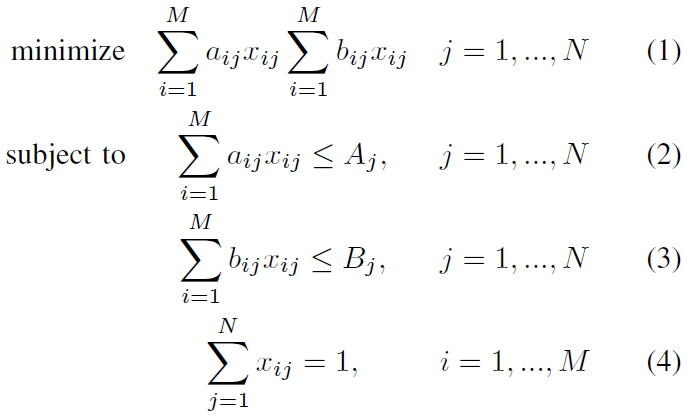 minimize $\sum_{i=1}^{M} a_{ij} x_{ij} \sum_{i=1}^{M} b_{ij} x_{ij} \quad j = 1, ..., N \quad (1)$
subject to $\sum_{i=1}^{M} a_{ij} x_{ij} \leq A_j, \quad j = 1, ..., N \quad (2)$
$\sum_{i=1}^{M} b_{ij} x_{ij} \leq B_j, \quad j = 1, ..., N \quad (3)$
$\sum_{j=1}^{N} x_{ij} = 1, \quad i = 1, ..., M \quad (4)$